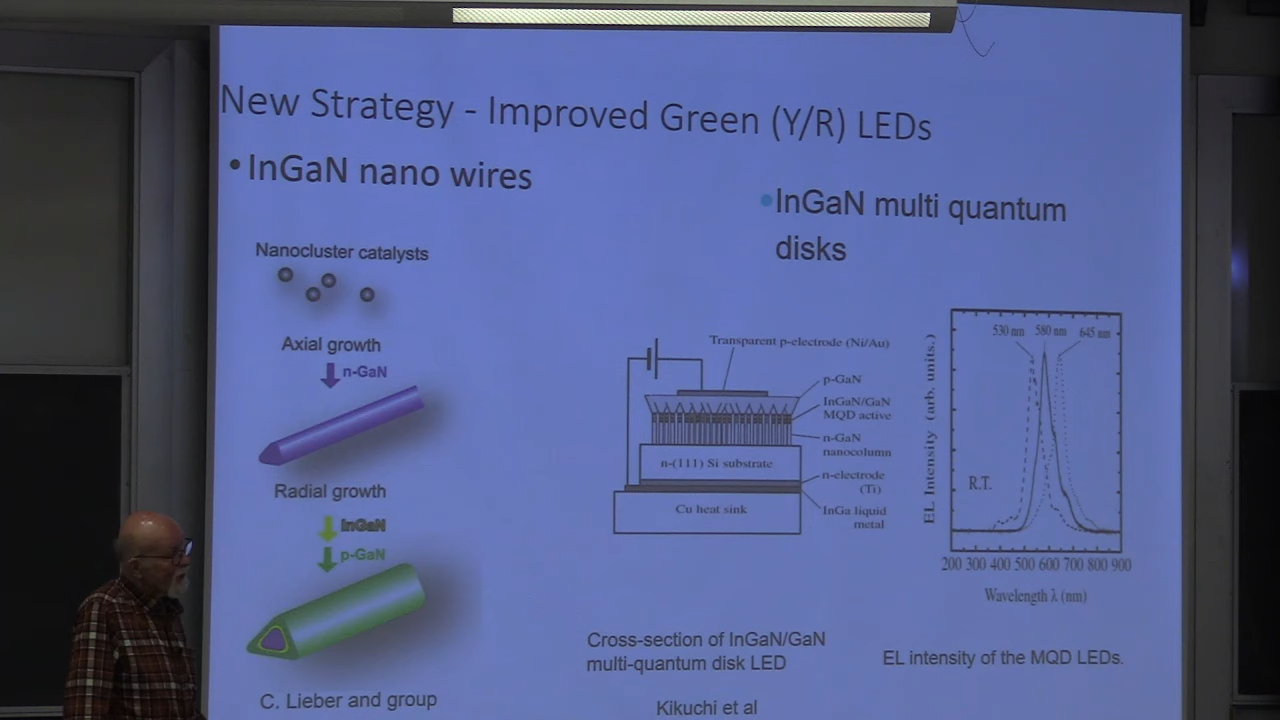 New Strategy - Improved Green (Y/R) LEDs
•InGaN nano wires
Nanocluster catalysts
Axial growth
n-GaN
Radial growth
InGaN
p-GaN
C. Lieber and group
•InGaN multi quantum
disks
Transparent p-electrode (Ni/Au)
p-GaN
InGaN/GaN
MQD active
n-GaN
nanocolumn
n-(111) Si substrate
n-electrode
(Ti)
Cu heat sink
InGa liquid
metal
Cross-section of InGaN/GaN
multi-quantum disk LED
Kikuchi et al
530 nm 580 nm 645 nm
EL Intensity (arb. units.)
R.T.
200 300 400 500 600 700 800 900
Wavelength λ (nm)
EL intensity of the MQD LEDs.